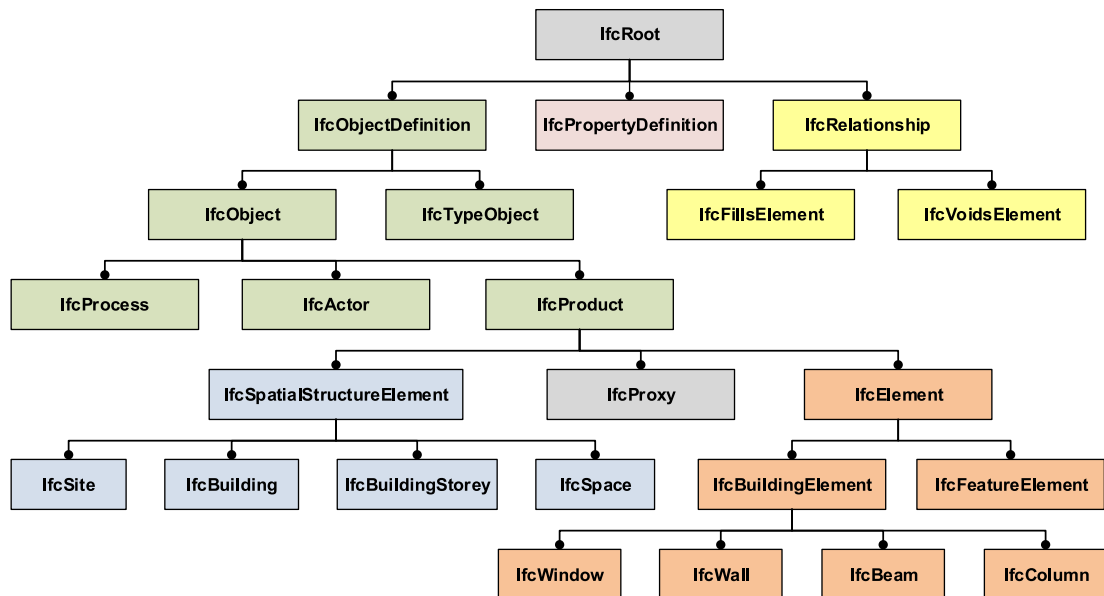 IfcRoot
IfcObjectDefinition
IfcPropertyDefinition
IfcRelationship
IfcObject
IfcTypeObject
IfcFillsElement
IfcVoidsElement
IfcProcess
IfcActor
IfcProduct
IfcSpatialStructureElement
IfcProxy
IfcElement
IfcSite
IfcBuilding
IfcBuildingStorey
IfcSpace
IfcBuildingElement
IfcFeatureElement
IfcWindow
IfcWall
IfcBeam
IfcColumn